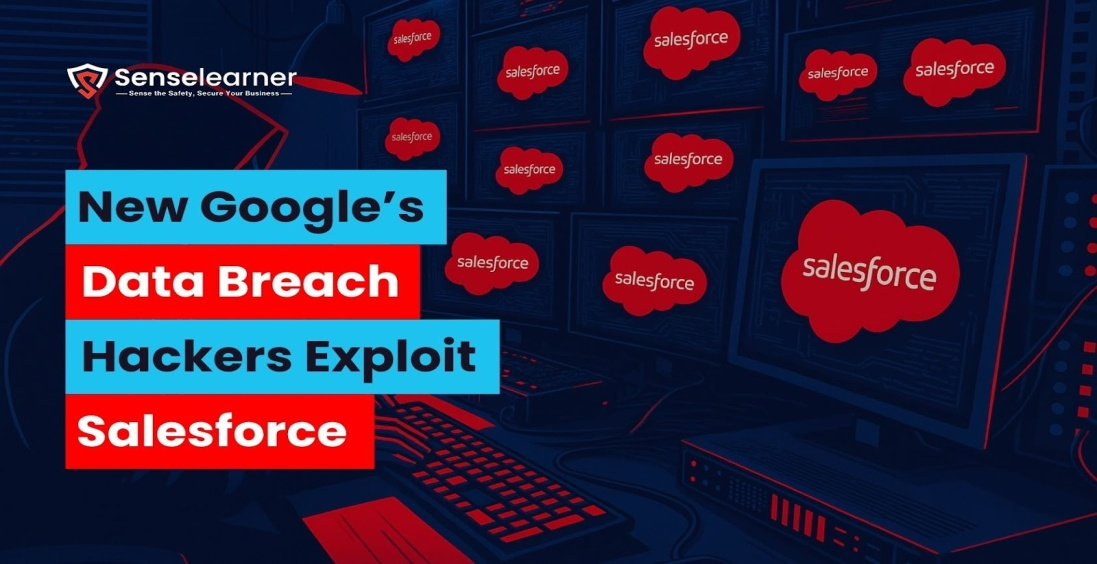 Senselearner
Sense the Safety, Secure Your Business
New Google's
Data Breach
Hackers Exploit
Salesforce
salesforce
salesforce
salesforce
salesforce
salesforce
salesforce
salesforce
salesforce
salesforce
salesforce
salesforce